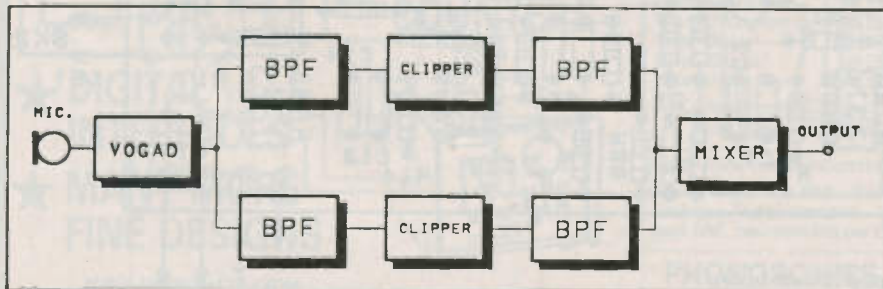 BPF CLIPPER BPF
MIC. OUTPUT
VOGAD MIXER
BPF CLIPPER BPF